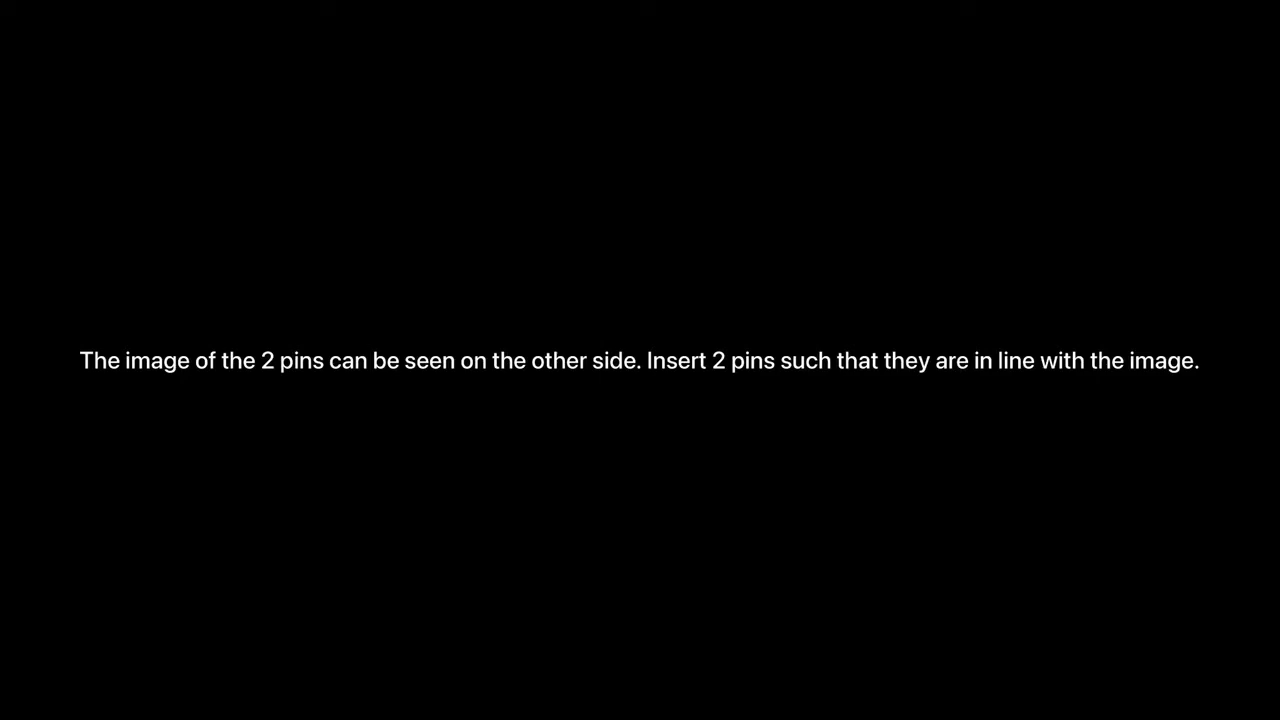 The image of the 2 pins can be seen on the other side. Insert 2 pins such that they are in line with the image.